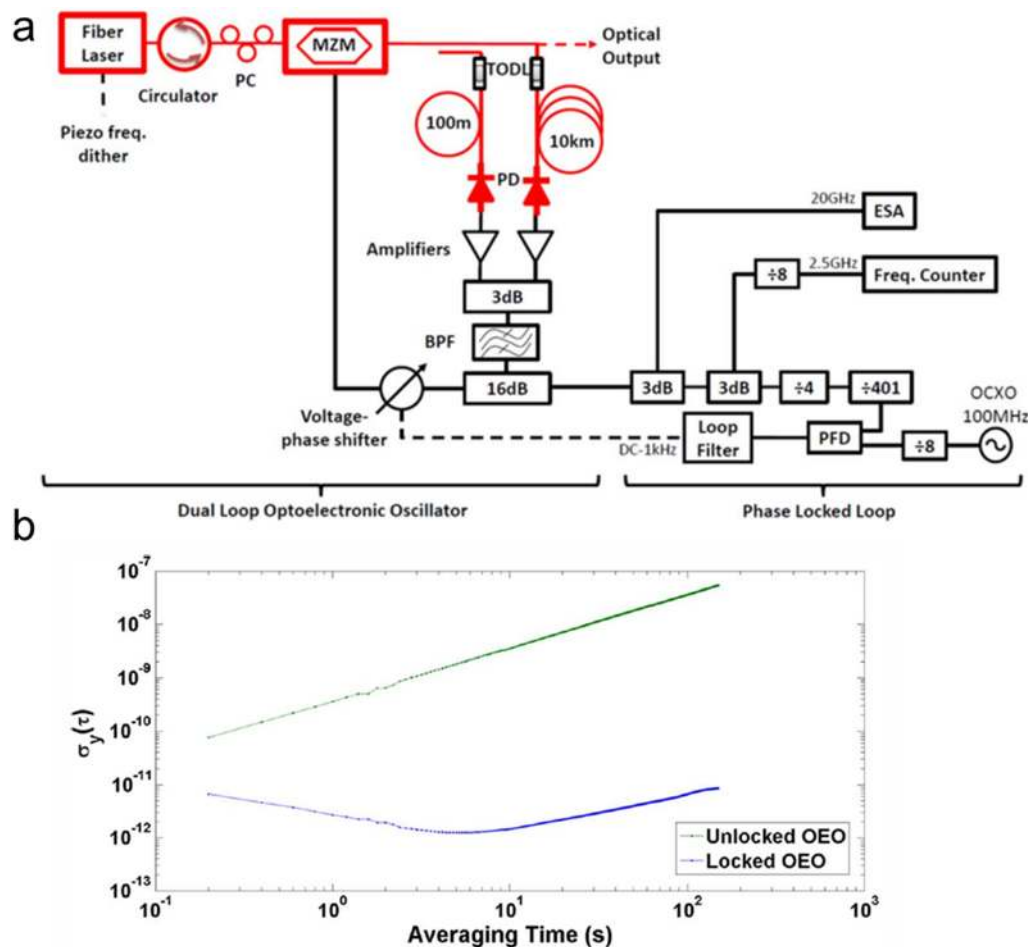 a
Fiber
Laser
Circulator
PC
MZM
Optical
Output
Piezo freq.
dither
TODL
100m
10km
PD
Amplifiers
3dB
BPF
16dB
Voltage-
phase shifter
20GHz
ESA
÷8
2.5GHz
Freq. Counter
3dB
3dB
÷4
÷401
OCXO
100MHz
Loop
Filter
DC-1kHz
PFD
÷8
Dual Loop Optoelectronic Oscillator
Phase Locked Loop
b
10⁻⁷
10⁻⁸
10⁻⁹
10⁻¹⁰
10⁻¹¹
10⁻¹²
10⁻¹³
σy(τ)
Unlocked OEO
Locked OEO
10⁻¹ 10⁰ 10¹ 10² 10³
Averaging Time (s)